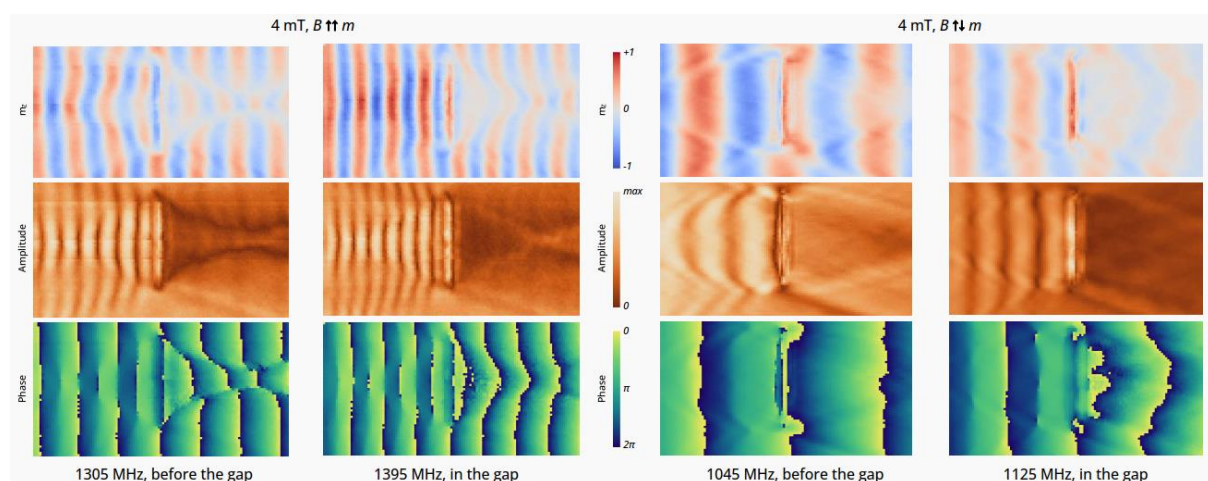 4 mT, B ⇈ m
4 mT, B ⇅ m
m_z
+1
0
-1
Amplitude
max
0
Amplitude
Phase
0
π
2π
Phase
1305 MHz, before the gap
1395 MHz, in the gap
1045 MHz, before the gap
1125 MHz, in the gap